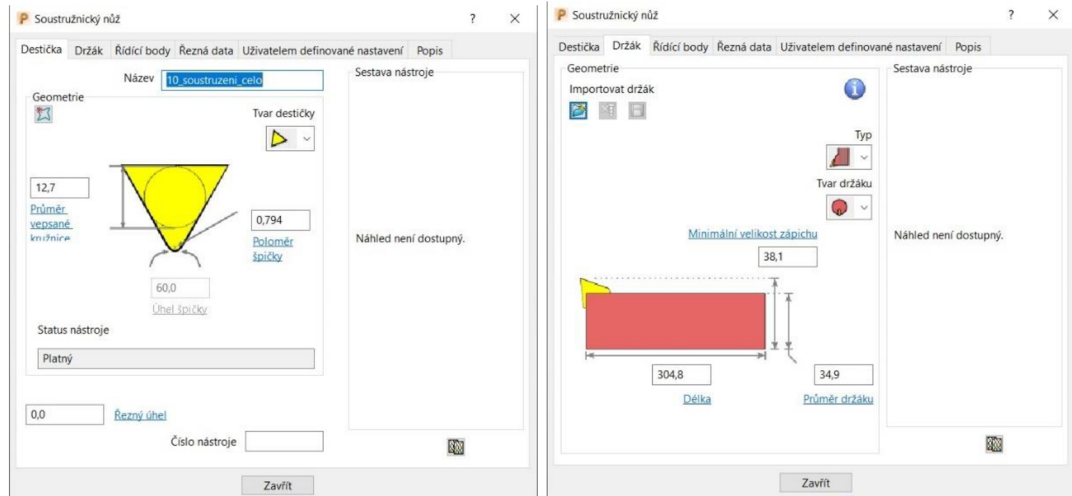 Soustružnický nůž
?
×
Destička Držák Řídící body Řezná data Uživatelem definované nastavení Popis
Název 10_soustruzeni_celo
Geometrie
Tvar destičky
12,7
Průměr
vepsané
kružnice
0,794
Poloměr
špičky
60,0
Úhel špičky
Status nástroje
Platný
0,0 Řezný úhel
Číslo nástroje
Sestava nástroje
Náhled není dostupný.
Zavřít
Soustružnický nůž
?
×
Destička Držák Řídící body Řezná data Uživatelem definované nastavení Popis
Geometrie
Importovat držák
Typ
Tvar držáku
Minimální velikost zápichu
38,1
304,8
Délka
34,9
Průměr držáku
Sestava nástroje
Náhled není dostupný.
Zavřít